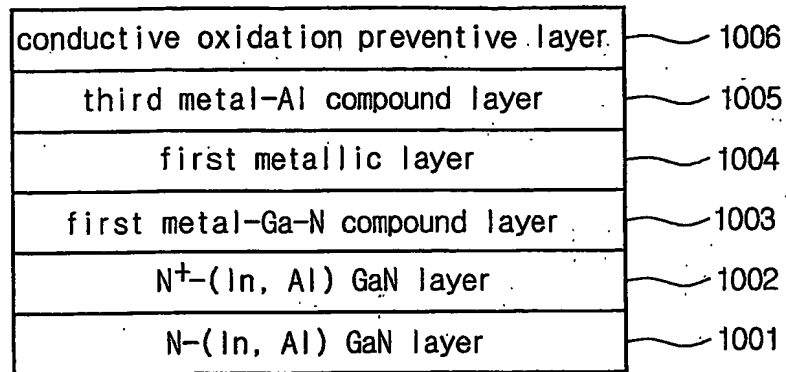 conductive oxidation preventive layer 1006
third metal-Al compound layer 1005
first metallic layer 1004
first metal-Ga-N compound layer 1003
N+-(In, Al) GaN layer 1002
N-(In, Al) GaN layer 1001